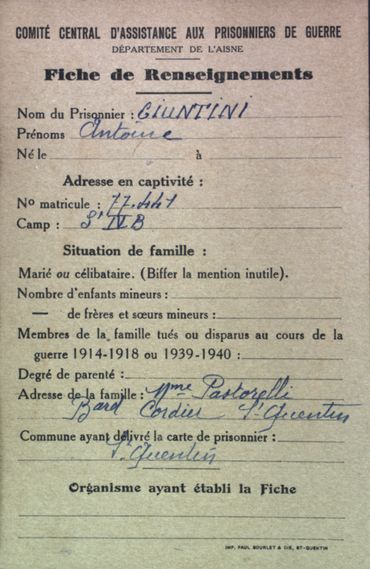 COMITÉ CENTRAL D'ASSISTANCE AUX PRISONNIERS DE GUERRE
DÉPARTEMENT DE L'AISNE
Fiche de Renseignements
Nom du Prisonnier : GIUNTINI
Prénoms Antoine
Né le à
Adresse en captivité :
No matricule : 77.441
Camp : St IV B
Situation de famille :
Marié ou célibataire. (Biffer la mention inutile).
Nombre d'enfants mineurs :
— de frères et sœurs mineurs :
Membres de la famille tués ou disparus au cours de la
guerre 1914-1918 ou 1939-1940 :
Degré de parenté :
Adresse de la famille : Mme Pastorelli
Bard Cordier St-Quentin
Commune ayant délivré la carte de prisonnier :
St Quentin
Organisme ayant établi la Fiche
IMP. PAUL BOURLET & CIE, ST-QUENTIN